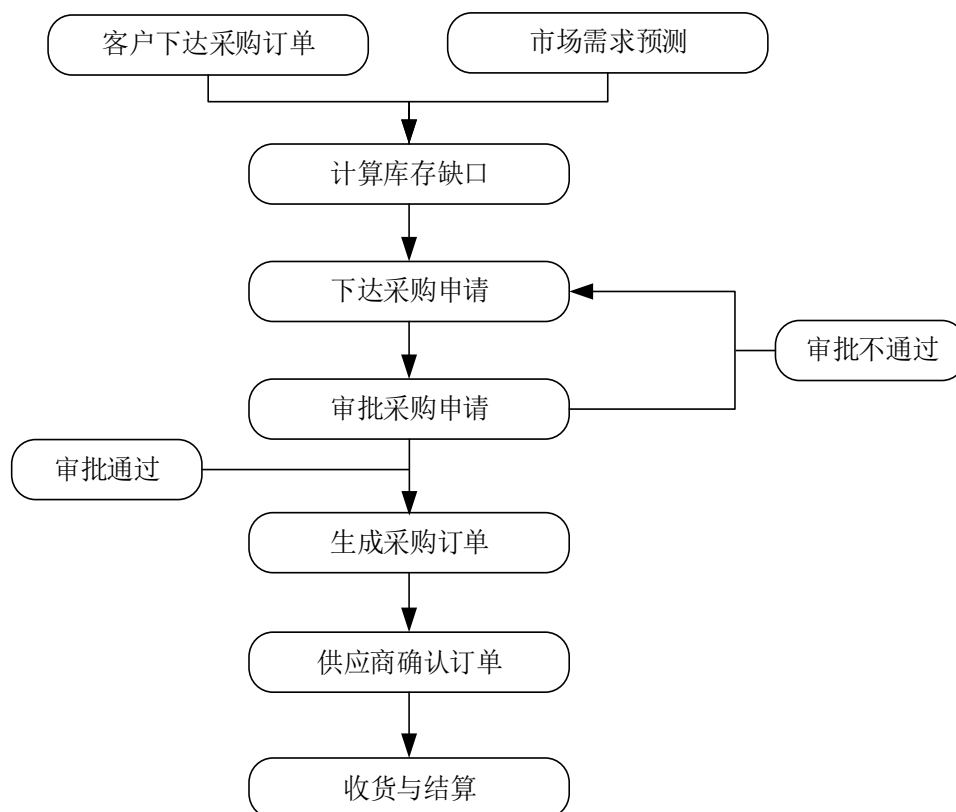 客户下达采购订单
市场需求预测
计算库存缺口
下达采购申请
审批不通过
审批采购申请
审批通过
生成采购订单
供应商确认订单
收货与结算